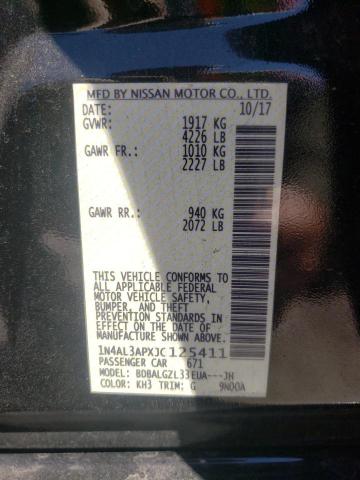 MFD BY NISSAN MOTOR CO., LTD.
DATE: 10/17
GVWR: 1917 KG
4226 LB
GAWR FR.: 1010 KG
2227 LB
GAWR RR.: 940 KG
2072 LB
THIS VEHICLE CONFORMS TO
ALL APPLICABLE FEDERAL
MOTOR VEHICLE SAFETY,
BUMPER, AND THEFT
PREVENTION STANDARDS IN
EFFECT ON THE DATE OF
MANUFACTURE SHOWN ABOVE.
1N4AL3APXJC125411
PASSENGER CAR 671
MODEL: BDBALGZL33EUA---JH
COLOR: KH3 TRIM: G 9N00A